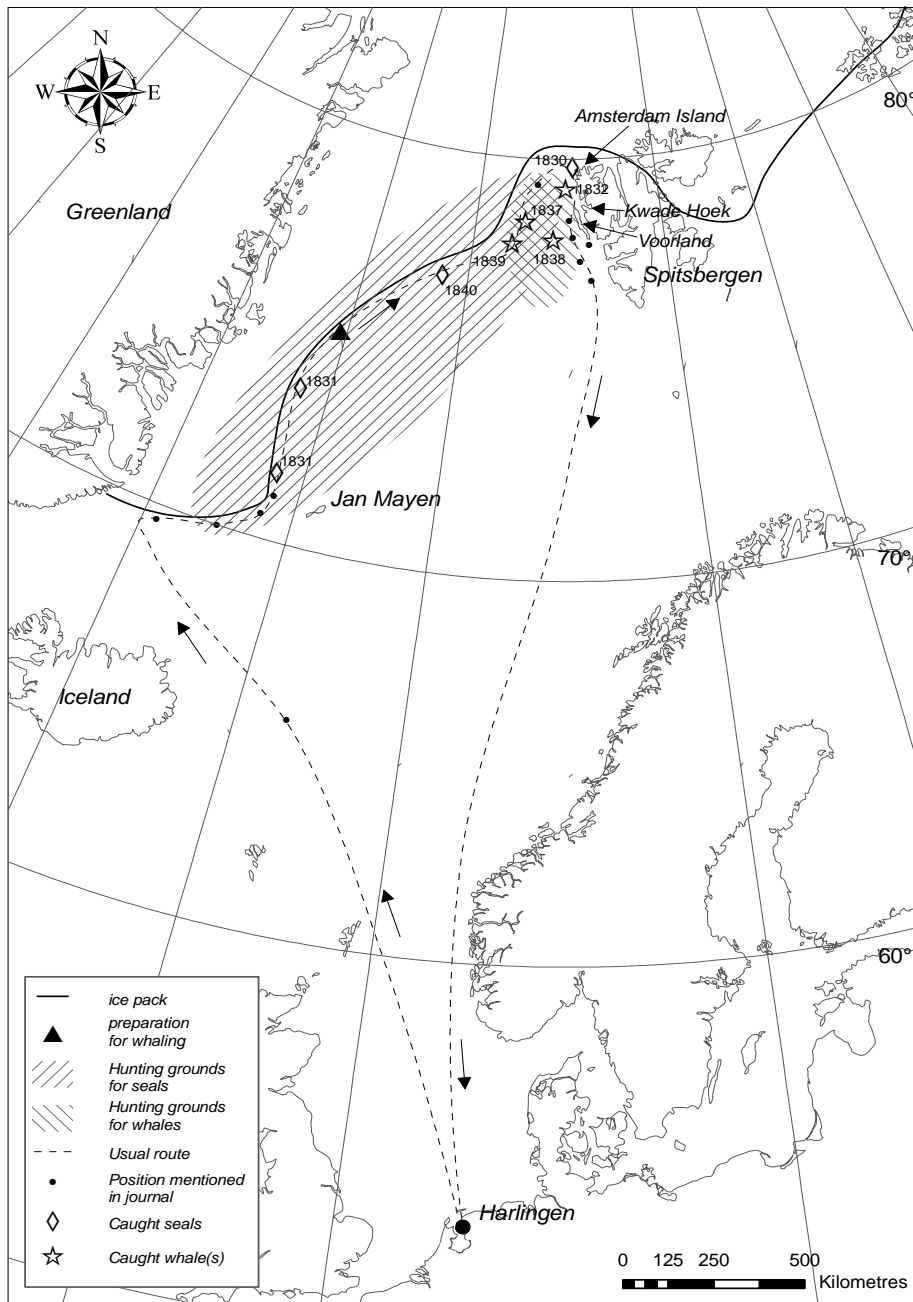 N
W
E
S
80°
Amsterdam Island
1830
1832
Greenland
Kwade Hoek
1837
Voorland
1839
1838
Spitsbergen
1840
1831
1831
Jan Mayen
70°
Iceland
60°
ice pack
preparation
for whaling
Hunting grounds
for seals
Hunting grounds
for whales
Usual route
Position mentioned
in journal
Caught seals
Caught whale(s)
Harlingen
0 125 250 500
Kilometres